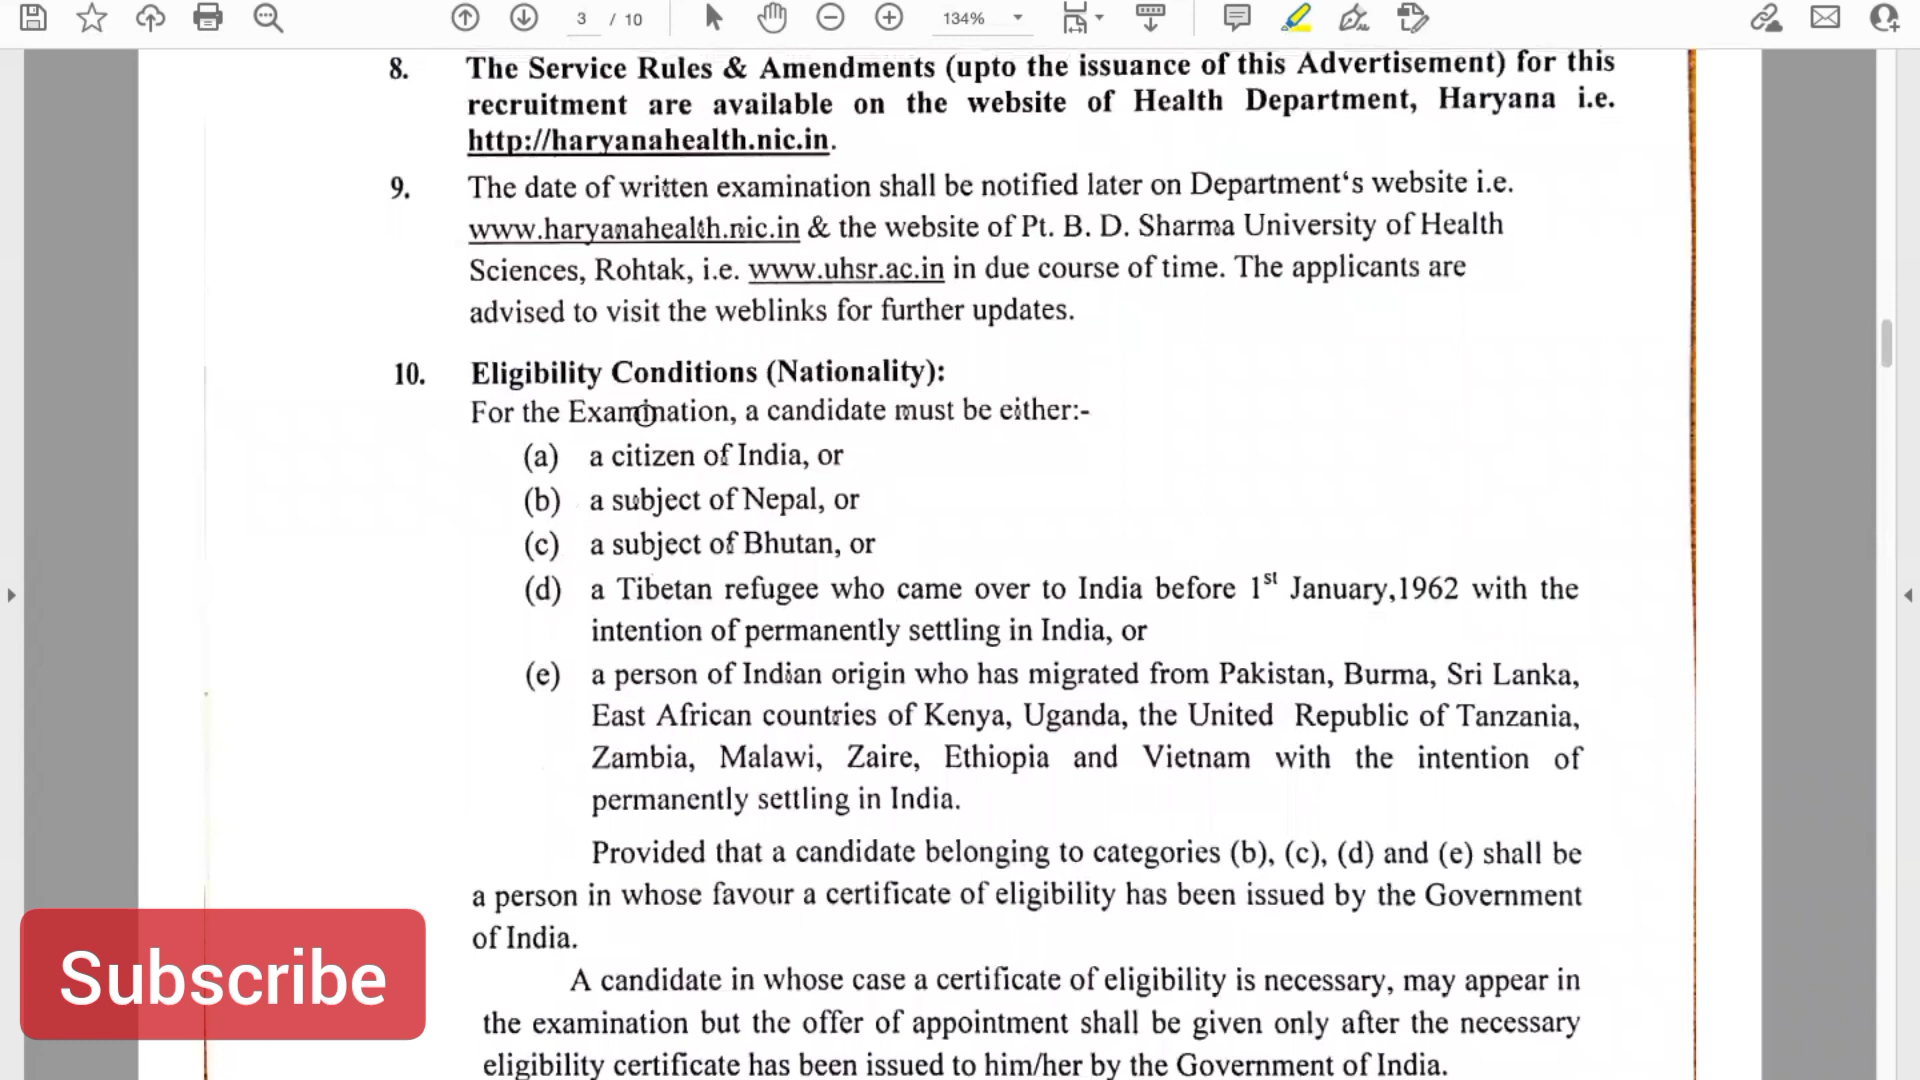 3 / 10
134%
8. The Service Rules & Amendments (upto the issuance of this Advertisement) for this
recruitment are available on the website of Health Department, Haryana i.e.
http://haryanahealth.nic.in.
9. The date of written examination shall be notified later on Department‘s website i.e.
www.haryanahealth.nic.in & the website of Pt. B. D. Sharma University of Health
Sciences, Rohtak, i.e. www.uhsr.ac.in in due course of time. The applicants are
advised to visit the weblinks for further updates.
10. Eligibility Conditions (Nationality):
For the Examination, a candidate must be either:-
(a) a citizen of India, or
(b) a subject of Nepal, or
(c) a subject of Bhutan, or
(d) a Tibetan refugee who came over to India before 1st January,1962 with the
intention of permanently settling in India, or
(e) a person of Indian origin who has migrated from Pakistan, Burma, Sri Lanka,
East African countries of Kenya, Uganda, the United Republic of Tanzania,
Zambia, Malawi, Zaire, Ethiopia and Vietnam with the intention of
permanently settling in India.
Provided that a candidate belonging to categories (b), (c), (d) and (e) shall be
a person in whose favour a certificate of eligibility has been issued by the Government
of India.
A candidate in whose case a certificate of eligibility is necessary, may appear in
the examination but the offer of appointment shall be given only after the necessary
eligibility certificate has been issued to him/her by the Government of India.
Subscribe